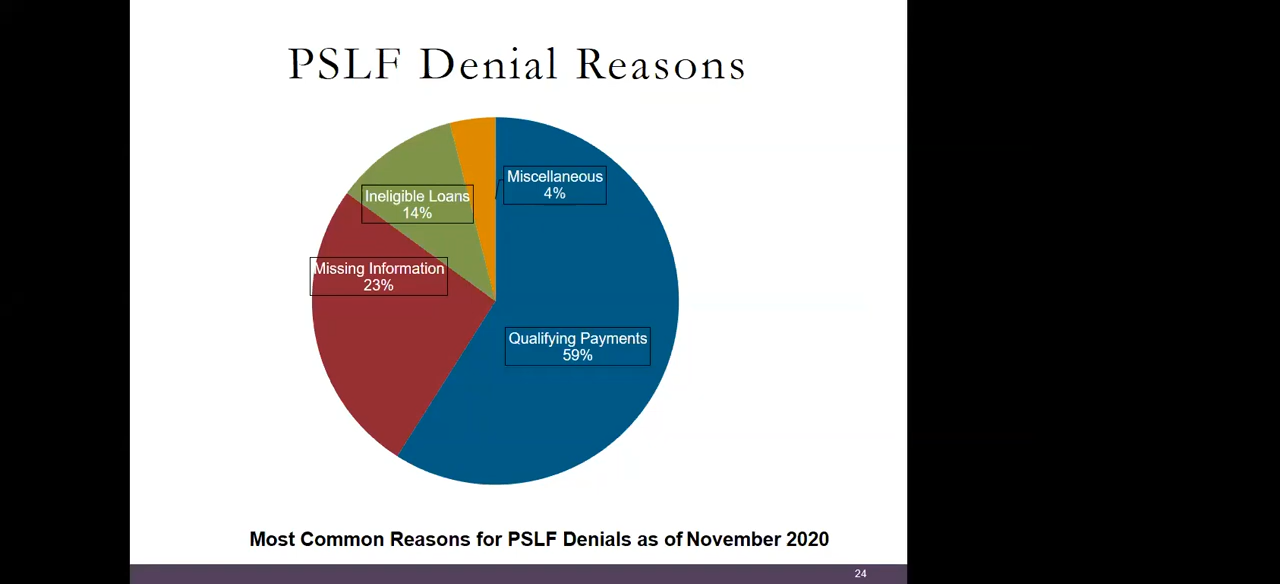 PSLF Denial Reasons
Miscellaneous
4%
Ineligible Loans
14%
Missing Information
23%
Qualifying Payments
59%
Most Common Reasons for PSLF Denials as of November 2020
24